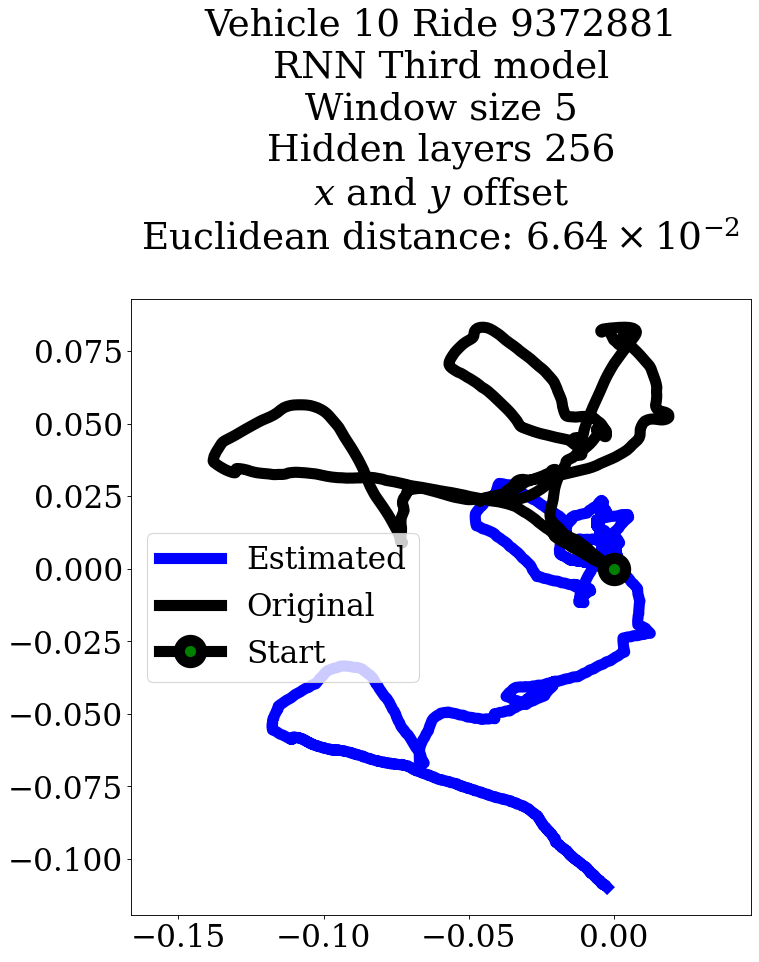 Vehicle 10 Ride 9372881
RNN Third model
Window size 5
Hidden layers 256
x and y offset
Euclidean distance: 6.64 × 10⁻²
0.075
0.050
0.025
0.000
−0.025
−0.050
−0.075
−0.100
Estimated
Original
Start
−0.15 −0.10 −0.05 0.00